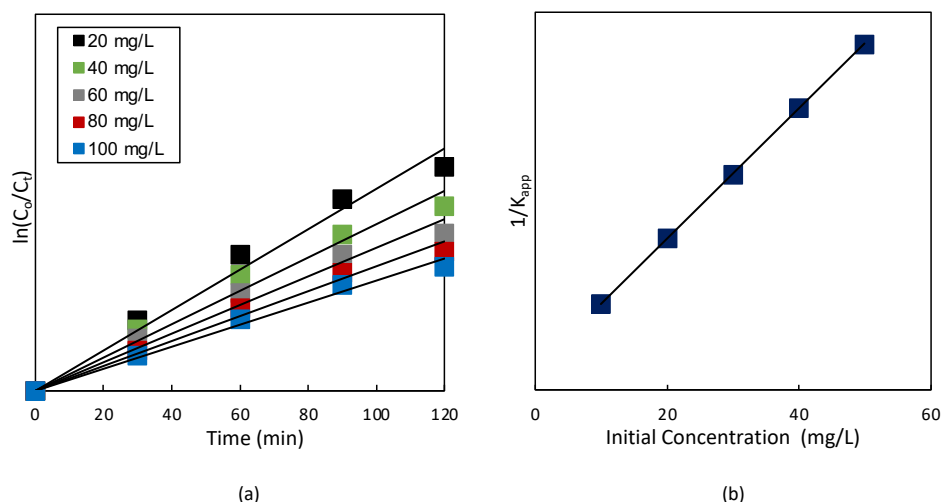 20 mg/L
40 mg/L
60 mg/L
80 mg/L
100 mg/L
ln(Co/Ct)
0 20 40 60 80 100 120
Time (min)
(a)
1/Kapp
0 20 40 60
Initial Concentration (mg/L)
(b)